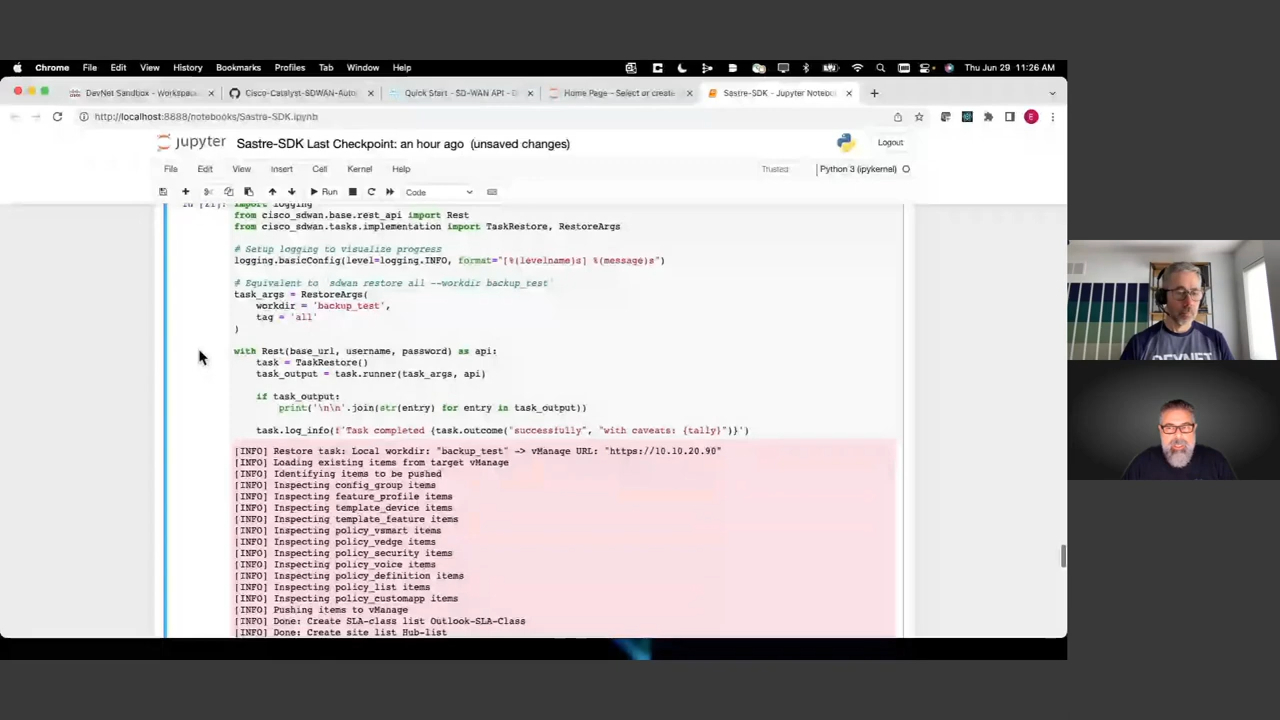 Chrome File Edit View History Bookmarks Profiles Tab Window Help Thu Jun 29 11:26 AM
DevNet Sandbox - Workspace Cisco-Catalyst-SDWAN-Auto Quick Start - SD-WAN API - D Home Page - Select or create Sastre-SDK - Jupyter Notebo
http://localhost:8888/notebooks/Sastre-SDK.ipynb E
jupyter Sastre-SDK Last Checkpoint: an hour ago (unsaved changes) Logout
File Edit View Insert Cell Kernel Help Trusted Python 3 (ipykernel)
Run Code
import logging
from cisco_sdwan.base.rest_api import Rest
from cisco_sdwan.tasks.implementation import TaskRestore, RestoreArgs
# Setup logging to visualize progress
logging.basicConfig(level=logging.INFO, format="[%(levelname)s] %(message)s")
# Equivalent to 'sdwan restore all --workdir backup_test'
task_args = RestoreArgs(
workdir = 'backup_test',
tag = 'all'
)
with Rest(base_url, username, password) as api:
task = TaskRestore()
task_output = task.runner(task_args, api)
if task_output:
print('\n\n'.join(str(entry) for entry in task_output))
task.log_info(f'Task completed {task.outcome("successfully", "with caveats: {tally}")}')
[INFO] Restore task: Local workdir: "backup_test" -> vManage URL: "https://10.10.20.90"
[INFO] Loading existing items from target vManage
[INFO] Identifying items to be pushed
[INFO] Inspecting config_group items
[INFO] Inspecting feature_profile items
[INFO] Inspecting template_device items
[INFO] Inspecting template_feature items
[INFO] Inspecting policy_vsmart items
[INFO] Inspecting policy_vedge items
[INFO] Inspecting policy_security items
[INFO] Inspecting policy_voice items
[INFO] Inspecting policy_definition items
[INFO] Inspecting policy_list items
[INFO] Inspecting policy_customapp items
[INFO] Pushing items to vManage
[INFO] Done: Create SLA-class list Outlook-SLA-Class
[INFO] Done: Create site list Hub-list